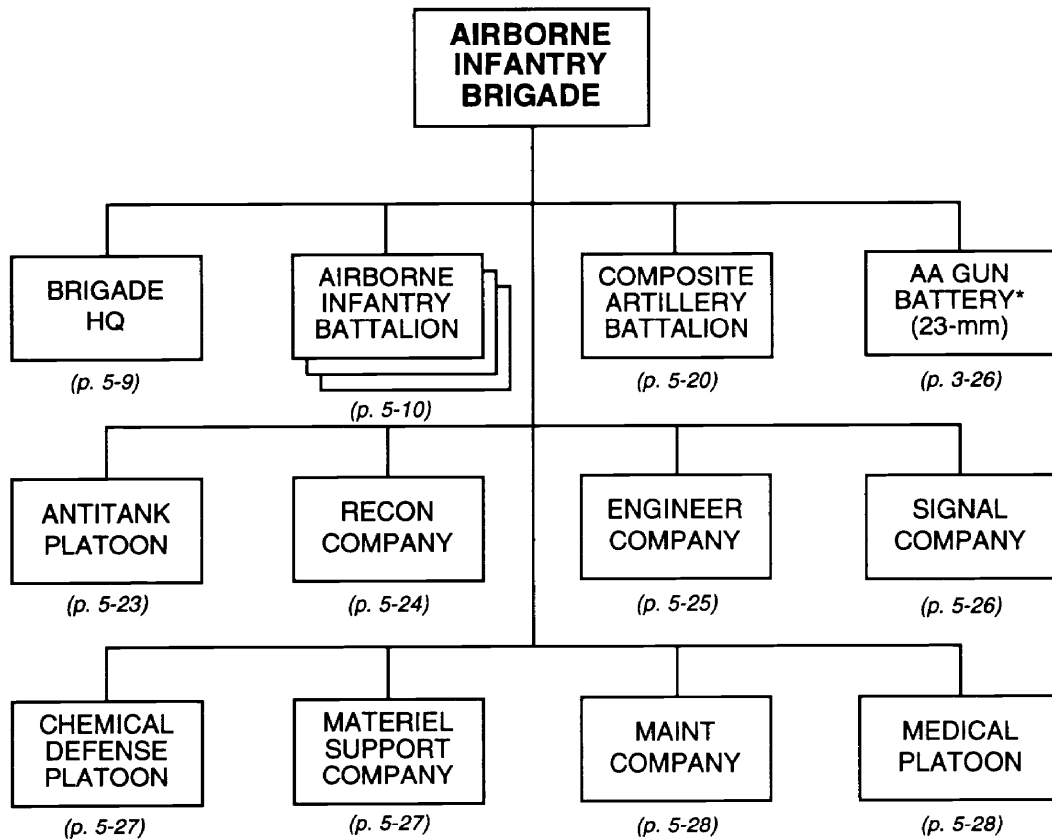 AIRBORNE
INFANTRY
BRIGADE
BRIGADE
HQ
(p. 5-9)
AIRBORNE
INFANTRY
BATTALION
(p. 5-10)
COMPOSITE
ARTILLERY
BATTALION
(p. 5-20)
AA GUN
BATTERY*
(23-mm)
(p. 3-26)
ANTITANK
PLATOON
(p. 5-23)
RECON
COMPANY
(p. 5-24)
ENGINEER
COMPANY
(p. 5-25)
SIGNAL
COMPANY
(p. 5-26)
CHEMICAL
DEFENSE
PLATOON
(p. 5-27)
MATERIEL
SUPPORT
COMPANY
(p. 5-27)
MAINT
COMPANY
(p. 5-28)
MEDICAL
PLATOON
(p. 5-28)